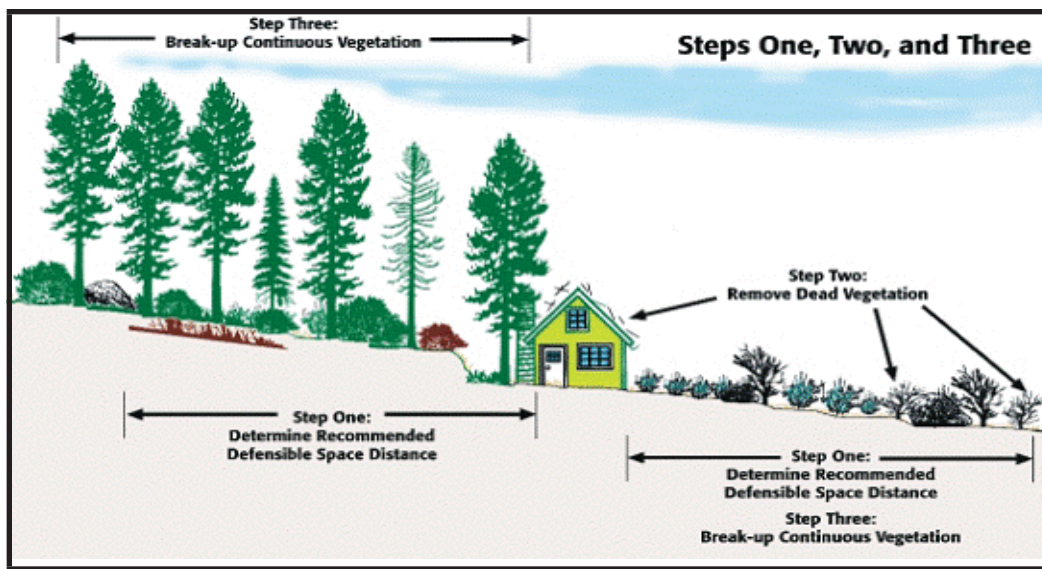 Step Three:
Break-up Continuous Vegetation
Steps One, Two, and Three
Step Two:
Remove Dead Vegetation
Step One:
Determine Recommended
Defensible Space Distance
Step One:
Determine Recommended
Defensible Space Distance
Step Three:
Break-up Continuous Vegetation